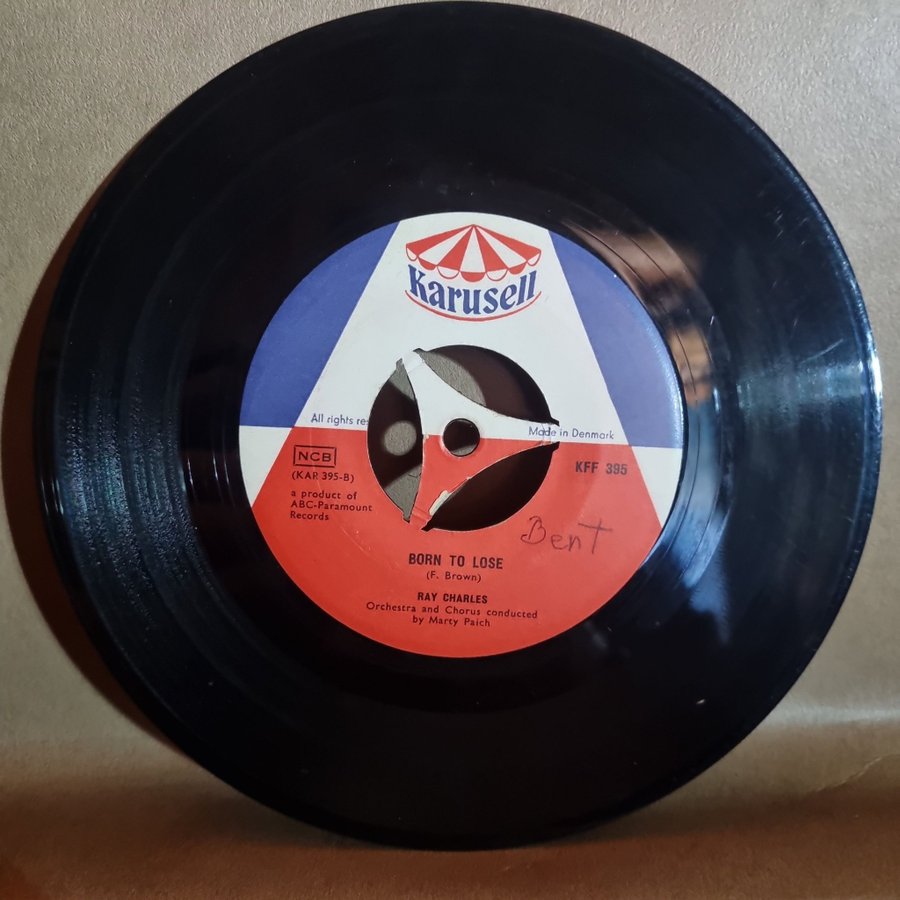 Karusell
All rights re
Made in Denmark
NCB
(KAR 395-B)
KFF 395
a product of
ABC-Paramount
Records
Bent
BORN TO LOSE
(F. Brown)
RAY CHARLES
Orchestra and Chorus conducted
by Marty Paich